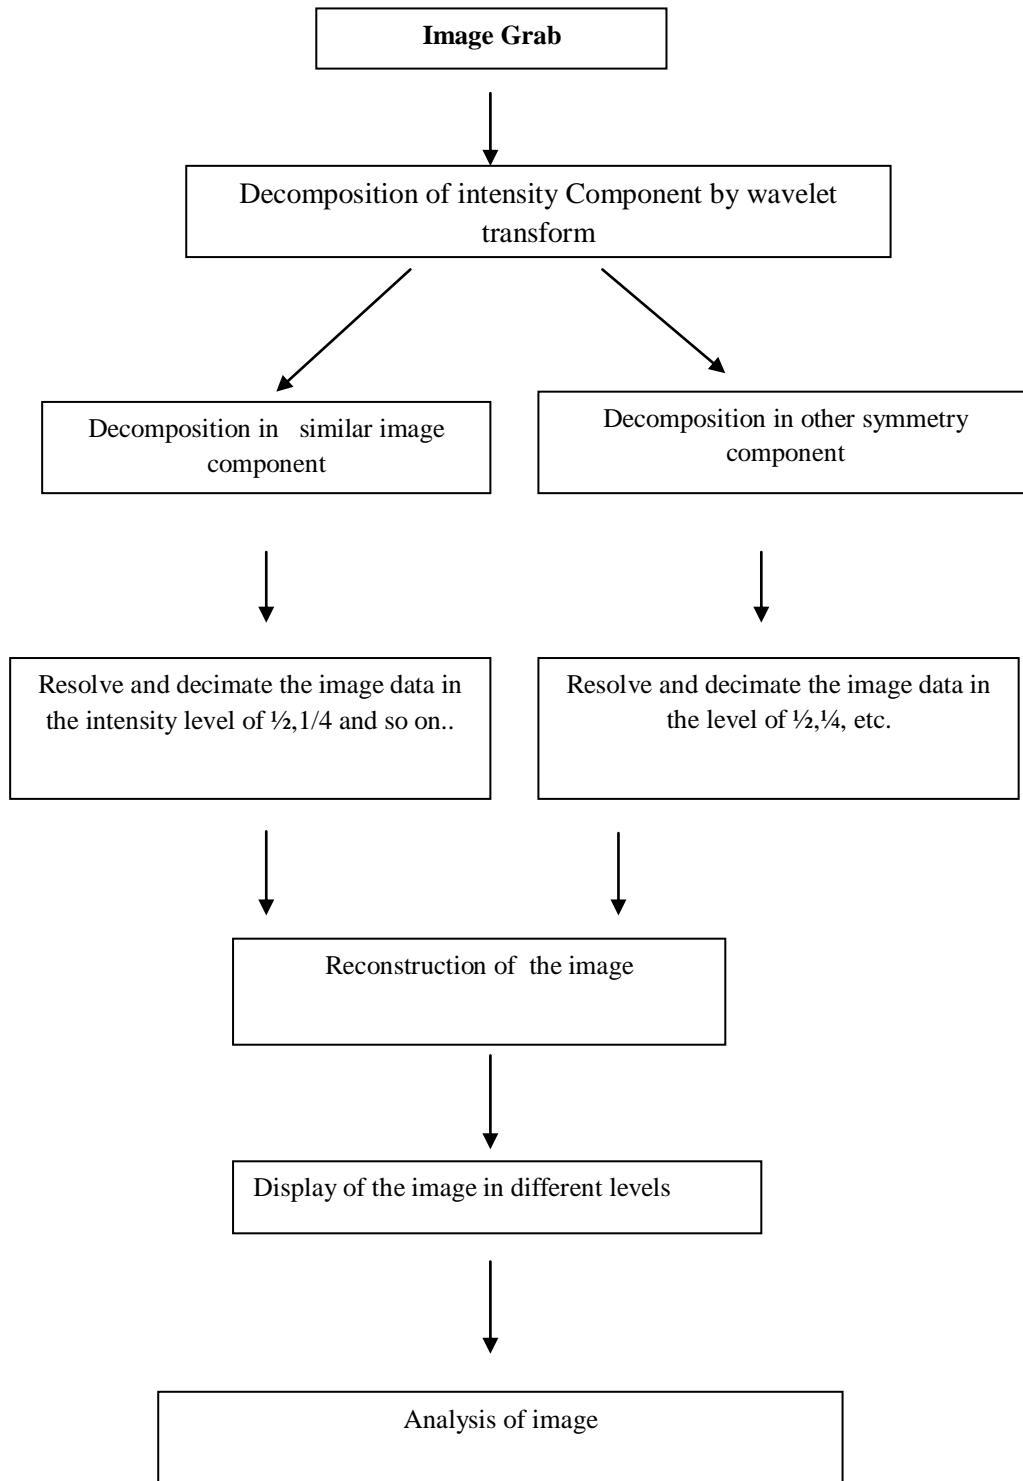 Image Grab
Decomposition of intensity Component by wavelet
transform
Decomposition in similar image
component
Decomposition in other symmetry
component
Resolve and decimate the image data in
the intensity level of ½,1/4 and so on..
Resolve and decimate the image data in
the level of ½,¼, etc.
Reconstruction of the image
Display of the image in different levels
Analysis of image